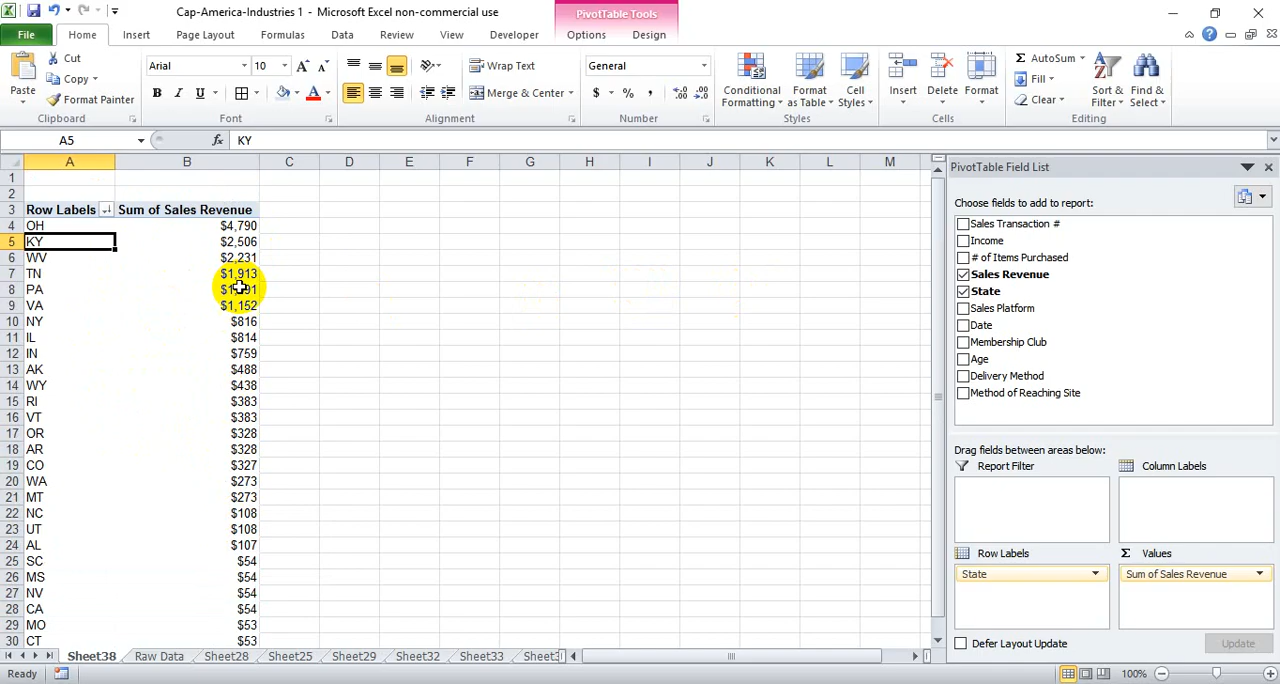 Cap-America-Industries 1 - Microsoft Excel non-commercial use
PivotTable Tools
File Home Insert Page Layout Formulas Data Review View Developer Options Design
Paste
Cut
Copy
Format Painter
Clipboard
Arial 10
B I U
Font
Wrap Text
Merge & Center
Alignment
General
$ % ,
Number
Conditional Formatting
Format as Table
Cell Styles
Styles
Insert
Delete
Format
Cells
Σ AutoSum
Fill
Clear
Sort & Filter
Find & Select
Editing
A5 fx KY
A B C D E F G H I J K L M
1
2
3 Row Labels Sum of Sales Revenue
4 OH $4,790
5 KY $2,506
6 WV $2,231
7 TN $1,913
8 PA
9 VA $1,152
10 NY $816
11 IL $814
12 IN $759
13 AK $488
14 WY $438
15 RI $383
16 VT $383
17 OR $328
18 AR $328
19 CO $327
20 WA $273
21 MT $273
22 NC $108
23 UT $108
24 AL $107
25 SC $54
26 MS $54
27 NV $54
28 CA $54
29 MO $53
30 CT $53
PivotTable Field List
Choose fields to add to report:
Sales Transaction #
Income
# of Items Purchased
Sales Revenue
State
Sales Platform
Date
Membership Club
Age
Delivery Method
Method of Reaching Site
Drag fields between areas below:
Report Filter
Column Labels
Row Labels
Σ Values
State
Sum of Sales Revenue
Defer Layout Update
Update
Sheet38 Raw Data Sheet28 Sheet25 Sheet29 Sheet32 Sheet33
Ready
100%